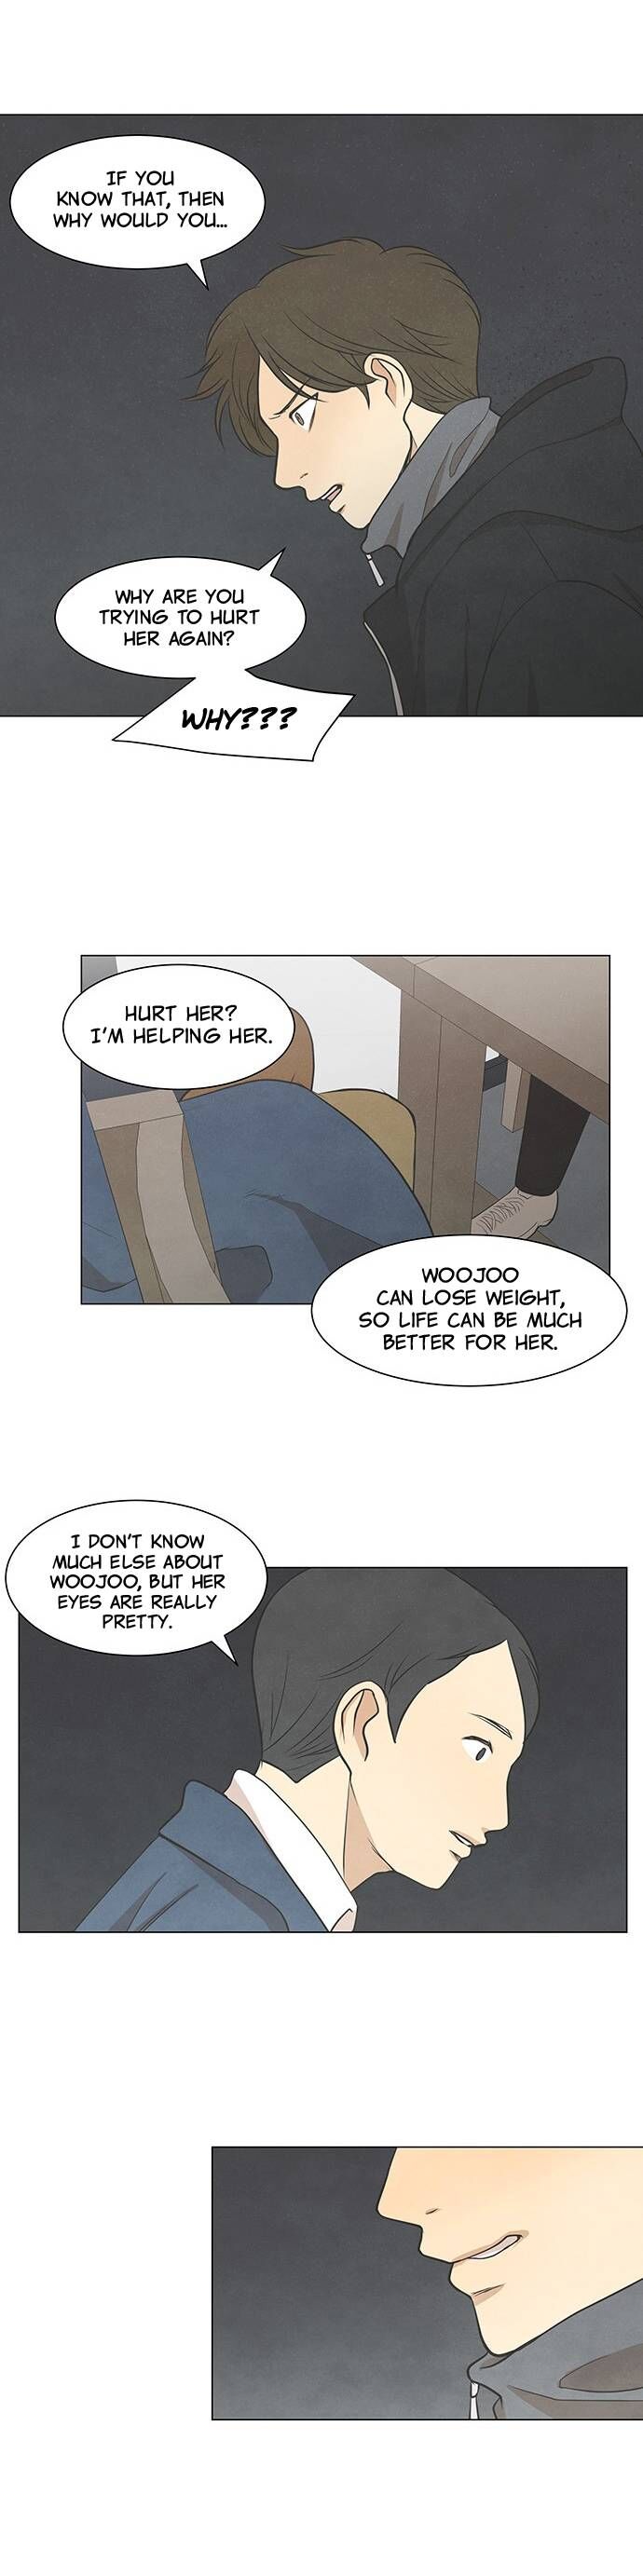 IF YOU
KNOW THAT, THEN
WHY WOULD YOU...
WHY ARE YOU
TRYING TO HURT
HER AGAIN?
WHY???
HURT HER?
I'M HELPING HER.
WOOJOO
CAN LOSE WEIGHT,
SO LIFE CAN BE MUCH
BETTER FOR HER.
I DON'T KNOW
MUCH ELSE ABOUT
WOOJOO, BUT HER
EYES ARE REALLY
PRETTY.